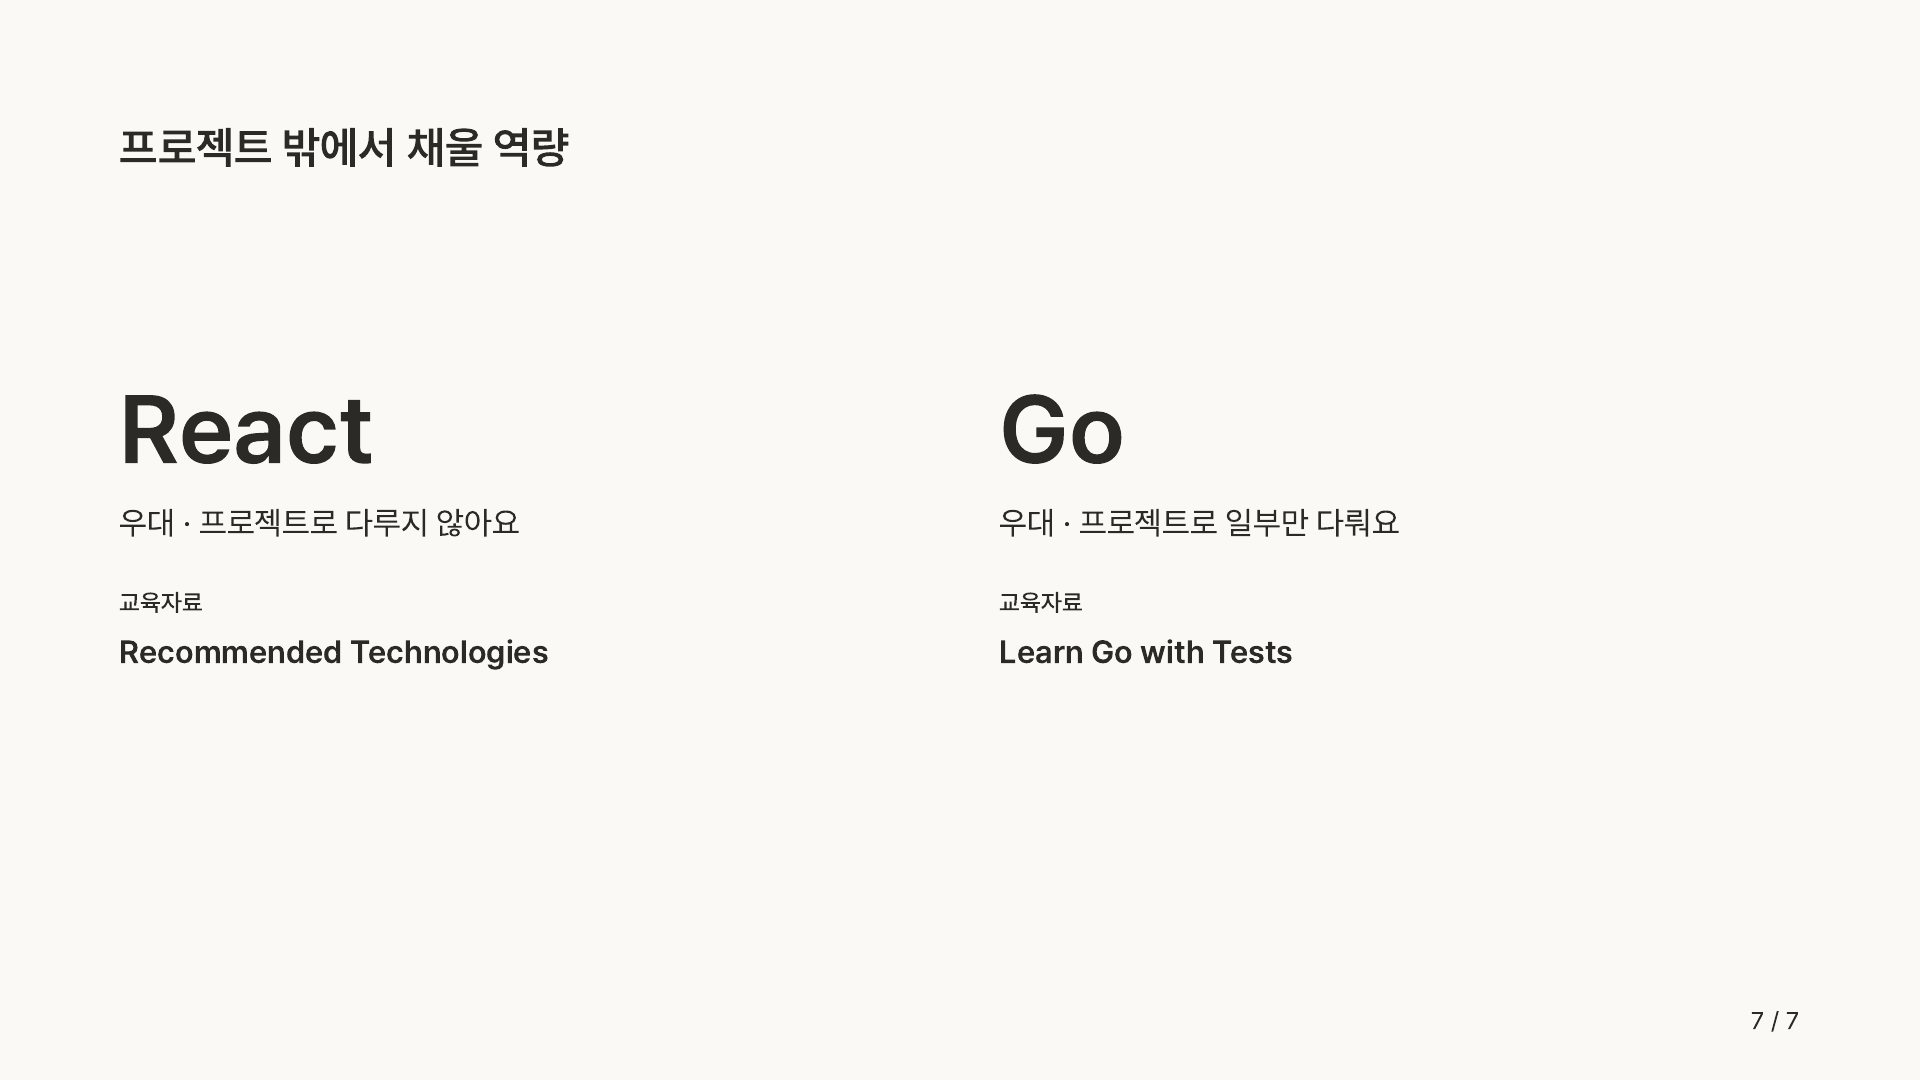 프로젝트 밖에서 채울 역량
React
우대 · 프로젝트로 다루지 않아요
교육자료
Recommended Technologies
Go
우대 · 프로젝트로 일부만 다뤄요
교육자료
Learn Go with Tests
7 / 7